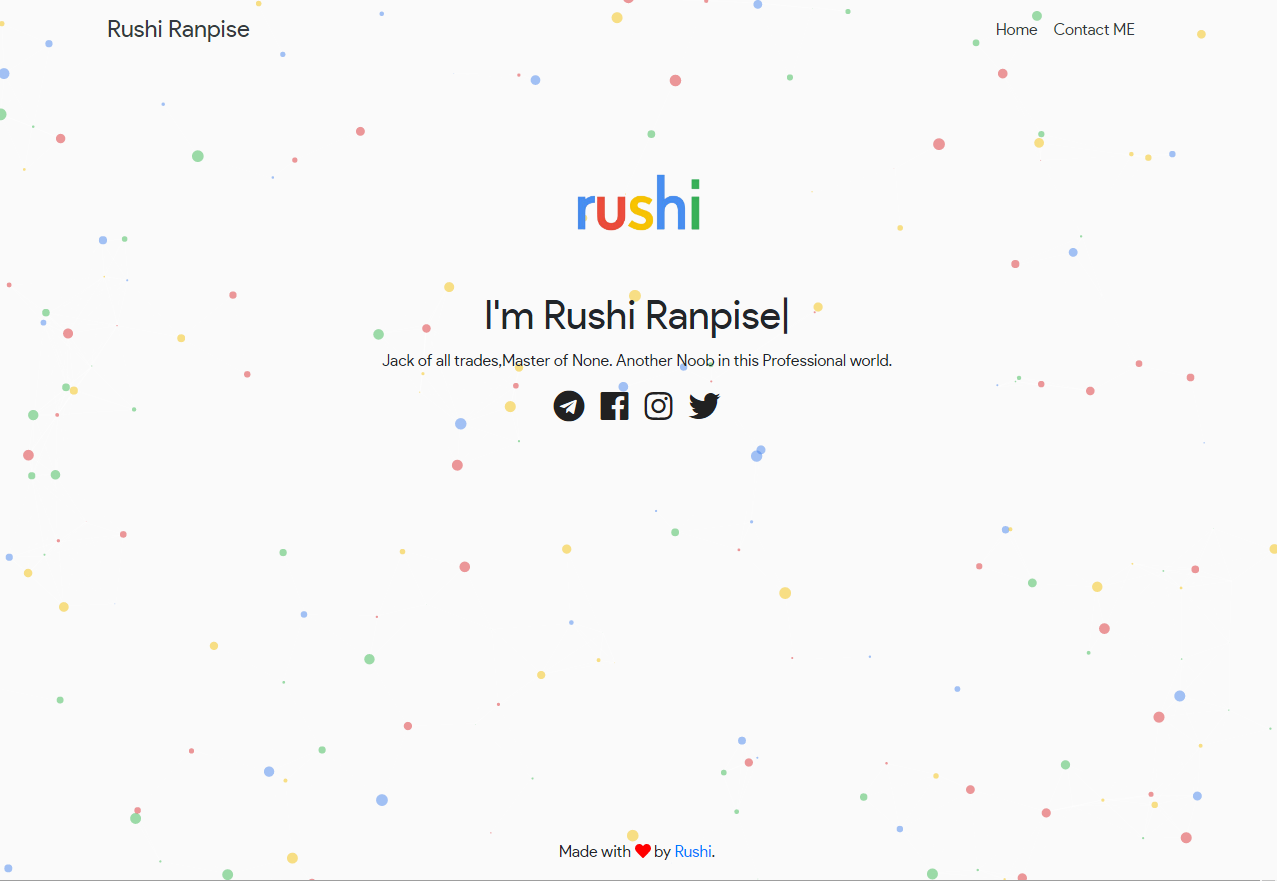 Rushi Ranpise
Home Contact ME
rushi
I'm Rushi Ranpise|
Jack of all trades,Master of None. Another Noob in this Professional world.
Made with ❤ by Rushi.